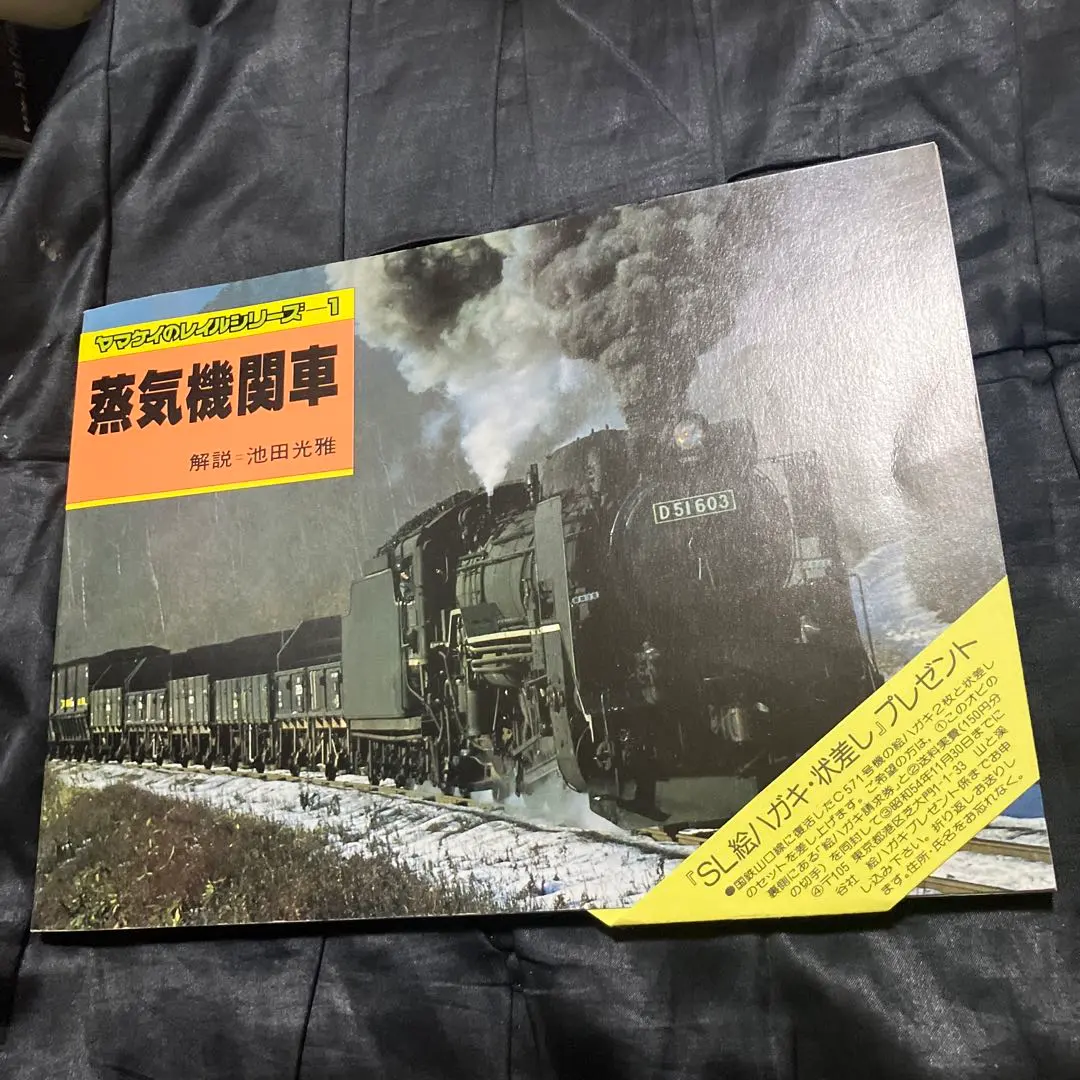 ヤマケイのレイルシリーズ—1
蒸気機関車
解説=池田光雅
D51603
『SL絵ハガキ・状差し』プレゼント
●国鉄山口線に復活したC571号機の絵ハガキ2枚と状差し
のセットを差し上げます。ご希望の方は、①このオビの
裏側にある「絵ハガキ請求券」と②送料実費(150円分
の切手)を同封して③昭和54年11月30日までに
④〒105 東京都港区芝大門1-1-33 山と溪
谷社 絵ハガキプレゼント係までお申
し込み下さい。折り返しお送りし
ます。住所、氏名をお忘れなく。